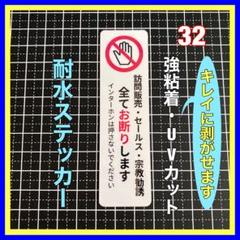 32
キレイに剥がせます
強粘着・UVカット
訪問販売・セールス・宗教勧誘
全てお断りします
インターホンは押さないでください
耐水ステッカー